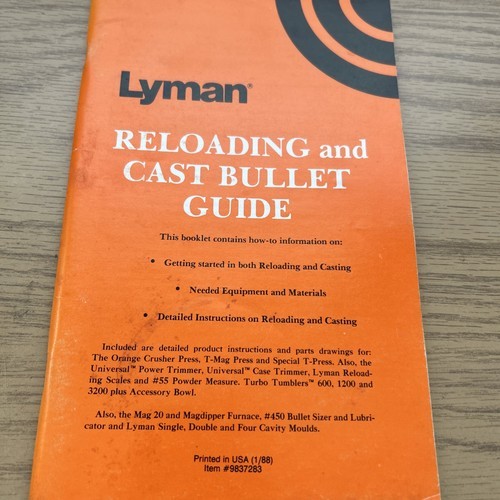 Lyman®
RELOADING and
CAST BULLET
GUIDE
This booklet contains how-to information on:
• Getting started in both Reloading and Casting
• Needed Equipment and Materials
• Detailed Instructions on Reloading and Casting
Included are detailed product instructions and parts drawings for:
The Orange Crusher Press, T-Mag Press and Special T-Press. Also, the
Universal™ Power Trimmer, Universal™ Case Trimmer, Lyman Reload-
ing Scales and #55 Powder Measure. Turbo Tumblers™ 600, 1200 and
3200 plus Accessory Bowl.
Also, the Mag 20 and Magdipper Furnace, #450 Bullet Sizer and Lubri-
cator and Lyman Single, Double and Four Cavity Moulds.
Printed in USA (1/88)
Item #9837283